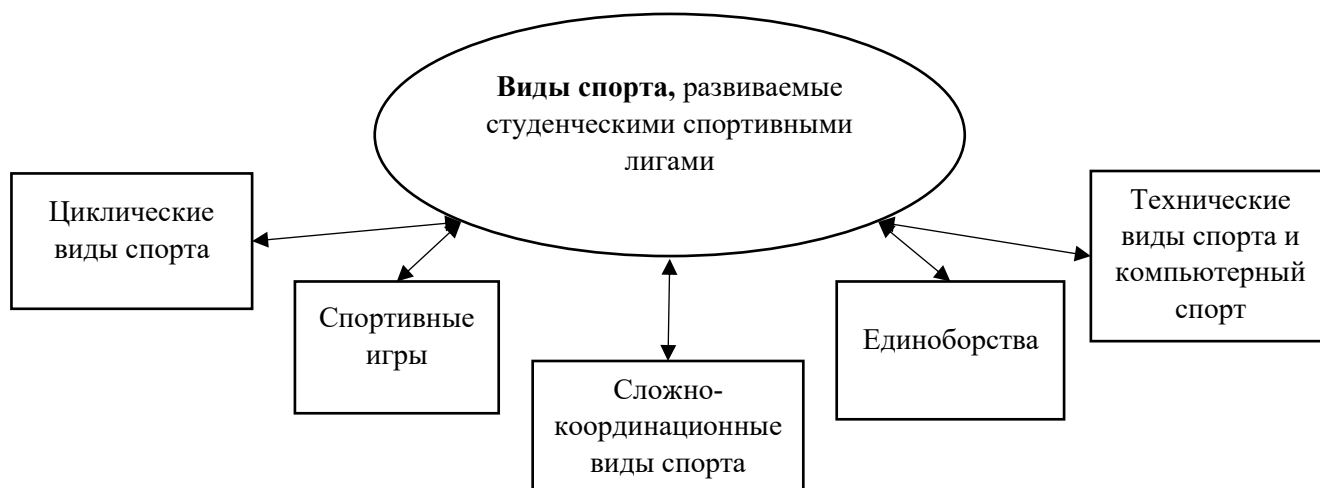 Виды спорта, развиваемые
студенческими спортивными
лигами
Циклические
виды спорта
Спортивные
игры
Сложно-
координационные
виды спорта
Единоборства
Технические
виды спорта и
компьютерный
спорт